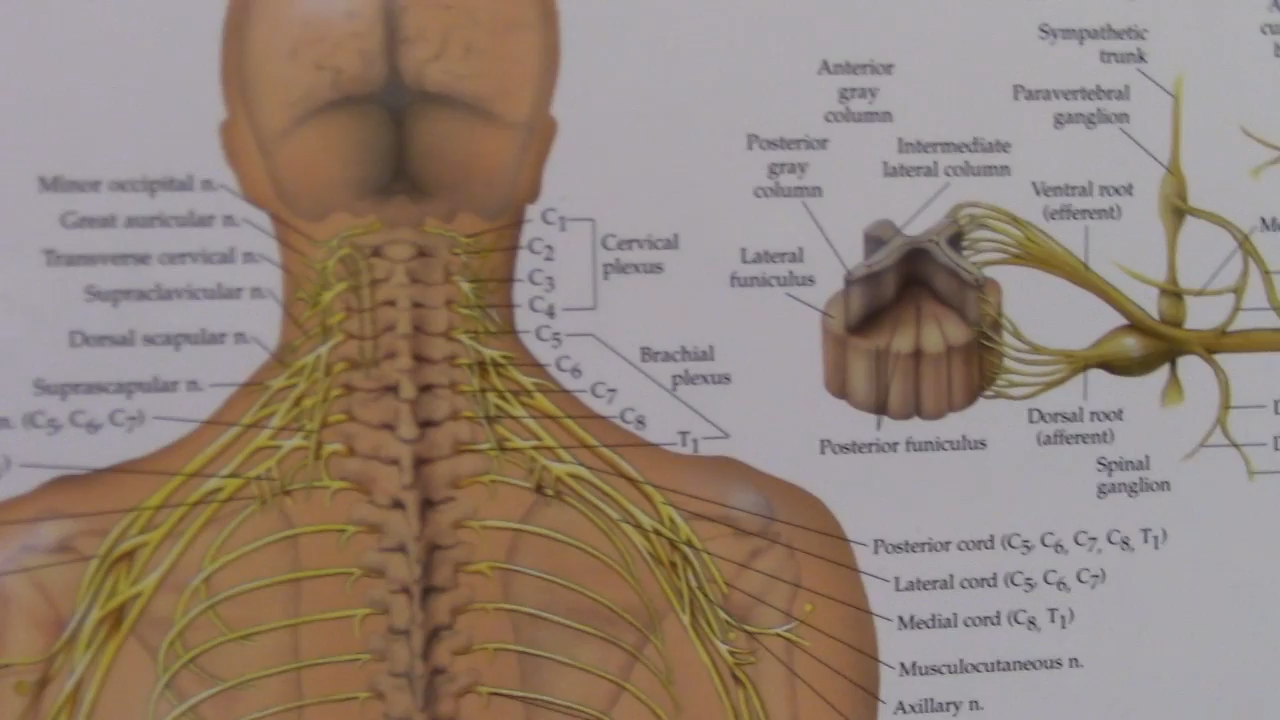 Minor occipital n.
Great auricular n.
Transverse cervical n.
Supraclavicular n.
Dorsal scapular n.
Suprascapular n.
n. (C5, C6, C7)
)
C1
C2
C3
C4
Cervical
plexus
C5
C6
C7
C8
T1
Brachial
plexus
Anterior
gray
column
Posterior
gray
column
Intermediate
lateral column
Lateral
funiculus
Posterior funiculus
Sympathetic
trunk
Paravertebral
ganglion
Ventral root
(efferent)
Dorsal root
(afferent)
Spinal
ganglion
Posterior cord (C5, C6, C7, C8, T1)
Lateral cord (C5, C6, C7)
Medial cord (C8, T1)
Musculocutaneous n.
Axillary n.